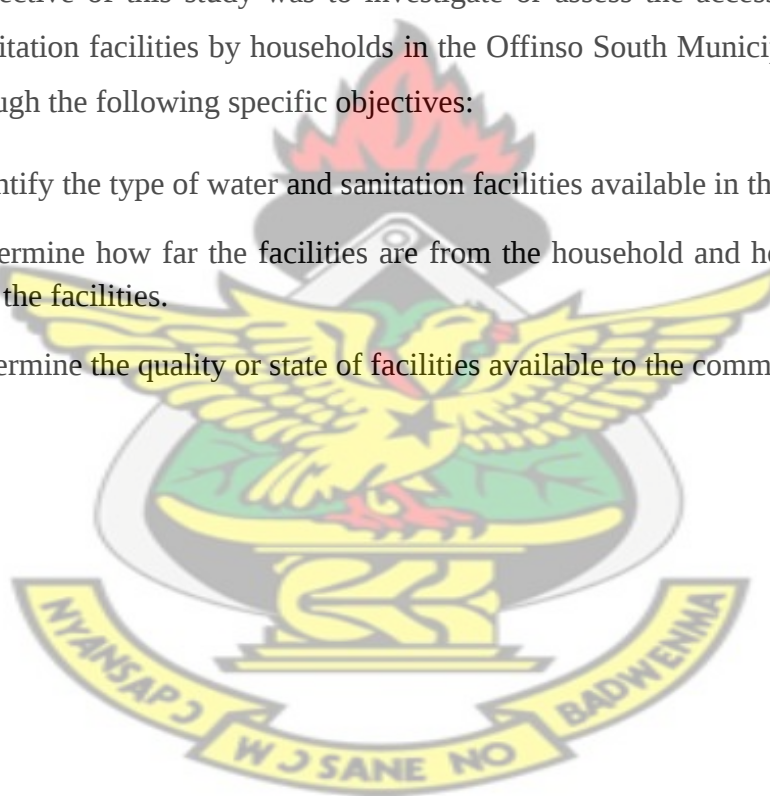 ective of this study was to investigate or assess the access
itation facilities by households in the Offinso South Munici
ugh the following specific objectives:
ntify the type of water and sanitation facilities available in th
ermine how far the facilities are from the household and h
the facilities.
ermine the quality or state of facilities available to the comm
NYANSAPƆ
WƆSANE NO
BADWENMA